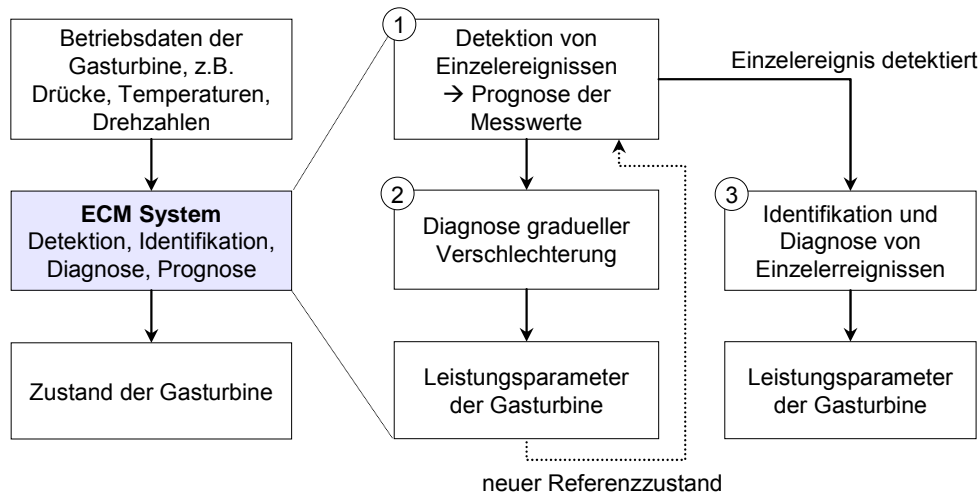 Betriebsdaten der
Gasturbine, z.B.
Drücke, Temperaturen,
Drehzahlen
ECM System
Detektion, Identifikation,
Diagnose, Prognose
Zustand der Gasturbine
1
Detektion von
Einzelereignissen
→ Prognose der
Messwerte
Einzelereignis detektiert
2
Diagnose gradueller
Verschlechterung
Leistungsparameter
der Gasturbine
neuer Referenzzustand
3
Identifikation und
Diagnose von
Einzelerreignissen
Leistungsparameter
der Gasturbine